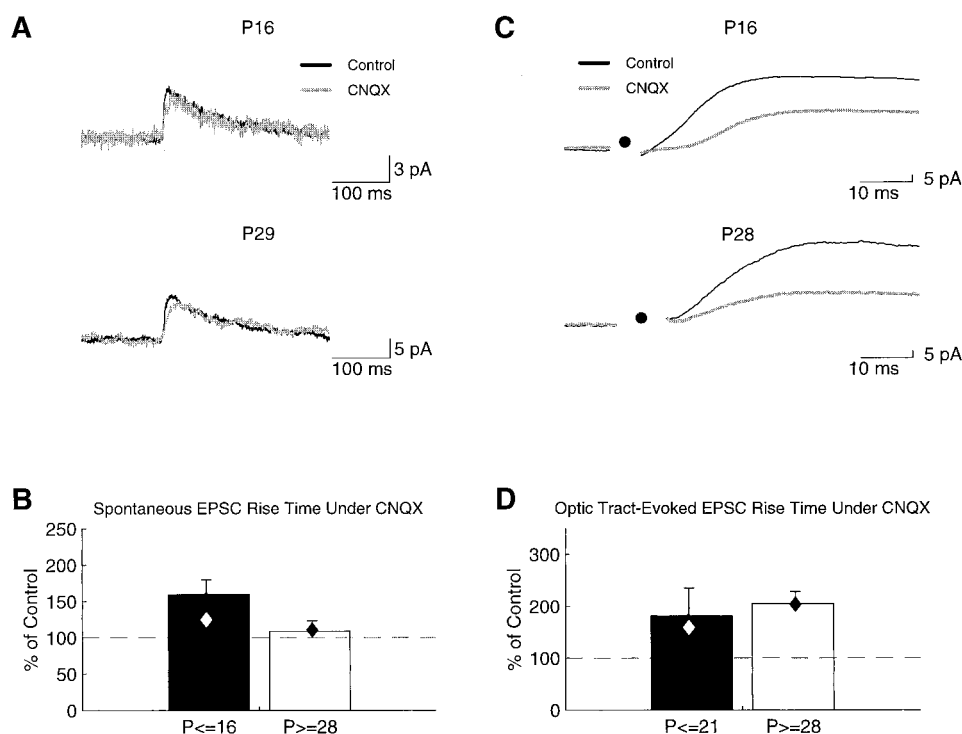 A
P16
Control
CNQX
3 pA
100 ms
P29
5 pA
100 ms
C
P16
Control
CNQX
5 pA
10 ms
P28
5 pA
10 ms
B
Spontaneous EPSC Rise Time Under CNQX
250
200
150
100
50
0
% of Control
P<=16
P>=28
D
Optic Tract-Evoked EPSC Rise Time Under CNQX
300
200
100
0
% of Control
P<=21
P>=28